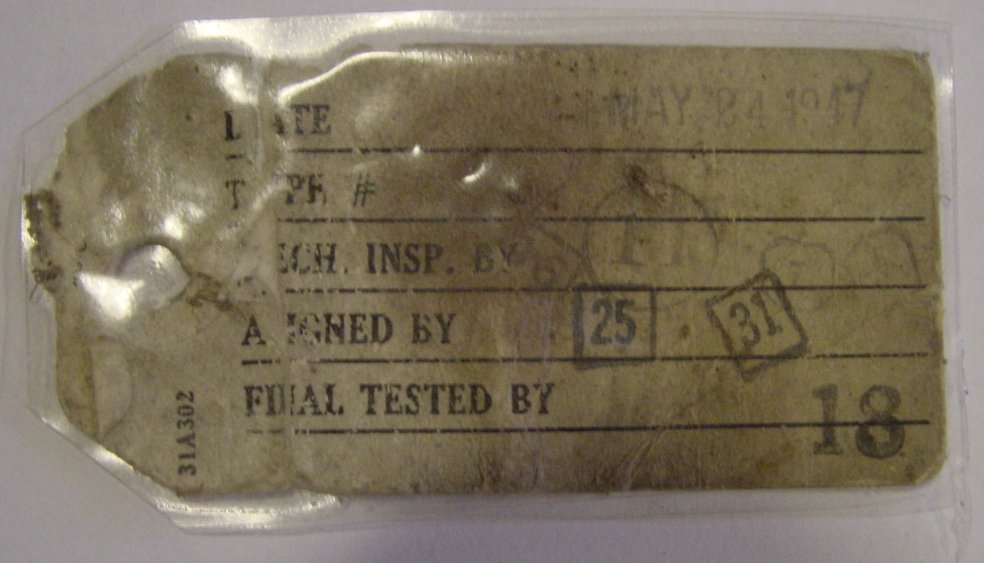 DATE MAY 24 1947
TYPE #
MECH. INSP. BY
ALIGNED BY 25 31
FINAL TESTED BY
18
31A302